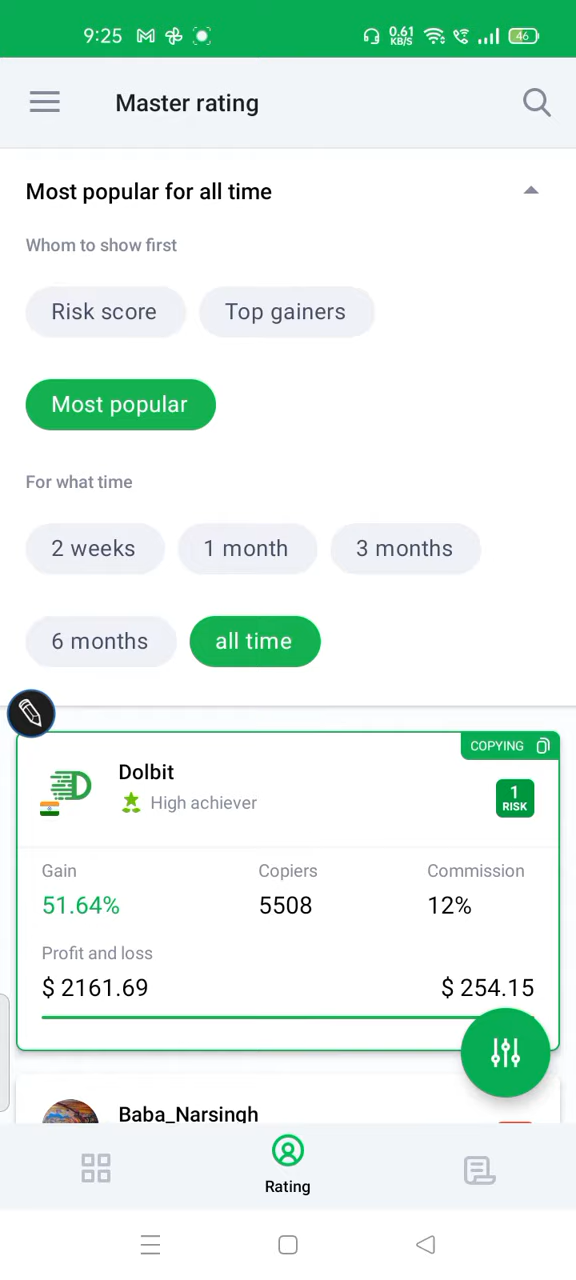 9:25 0.61 KB/S 46
Master rating
Most popular for all time
Whom to show first
Risk score Top gainers
Most popular
For what time
2 weeks 1 month 3 months
6 months all time
COPYING
Dolbit
High achiever
1 RISK
Gain Copiers Commission
51.64% 5508 12%
Profit and loss
$ 2161.69 $ 254.15
Baba_Narsingh
Rating